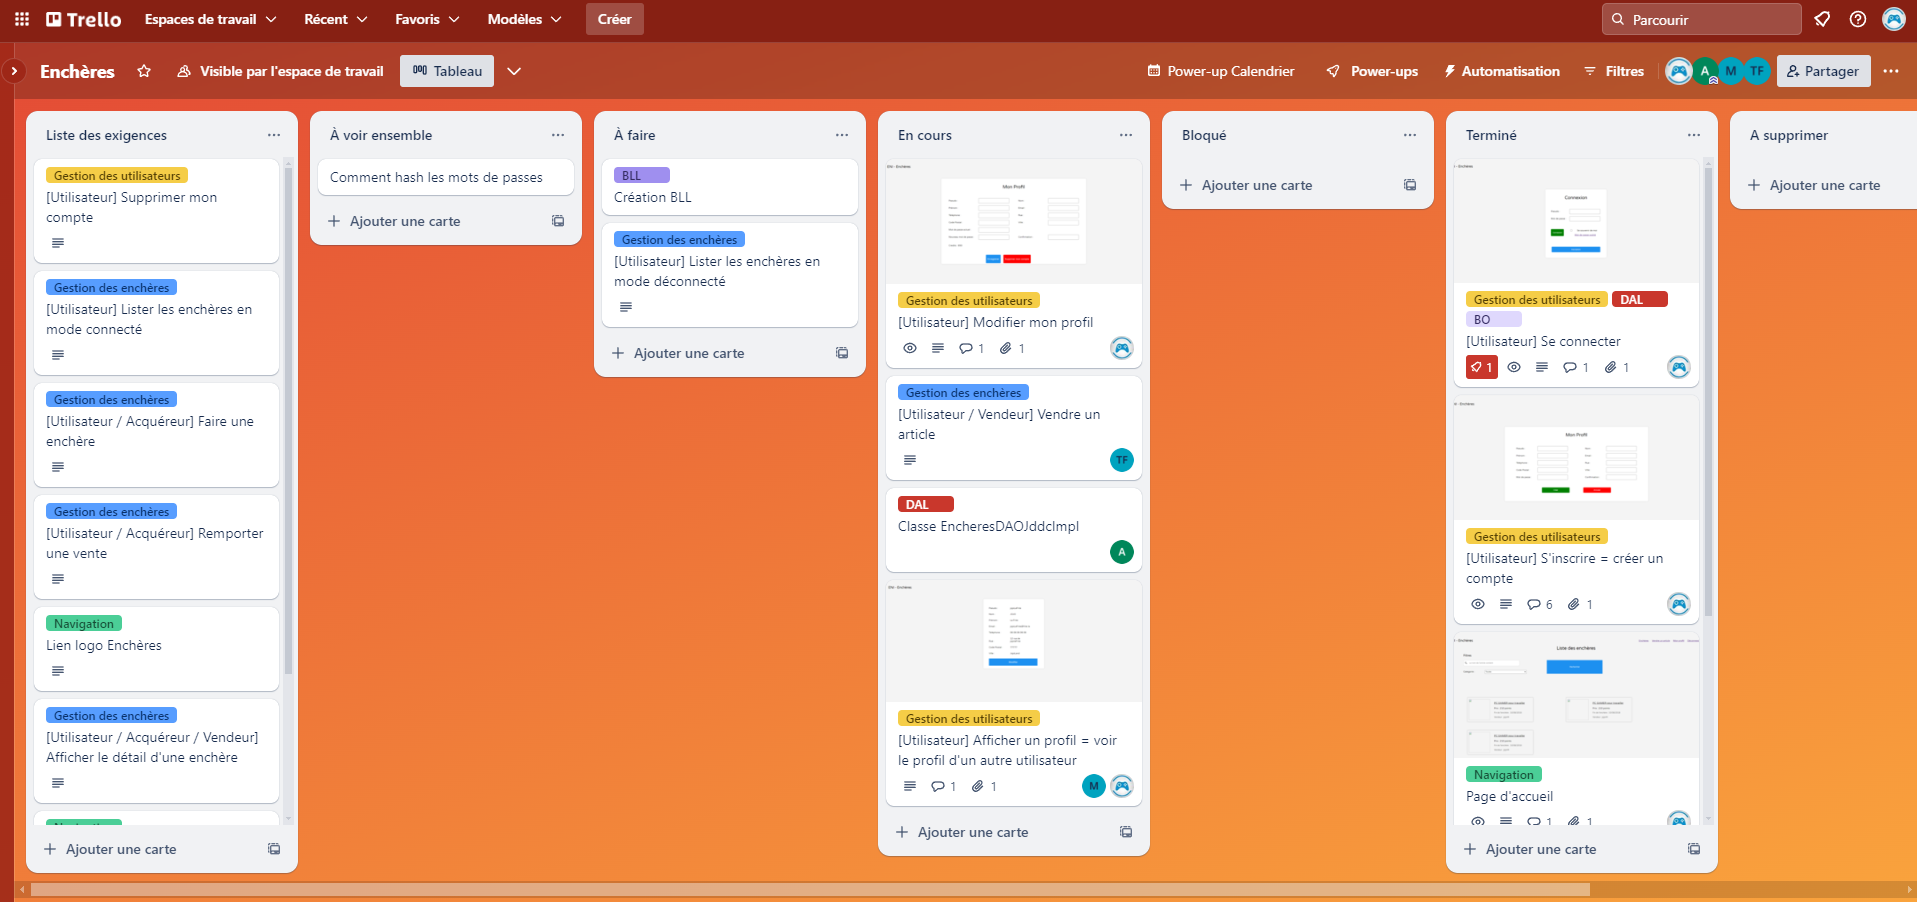 Trello
Espaces de travail
Récent
Favoris
Modèles
Créer
Parcourir
Enchères
Visible par l'espace de travail
Tableau
Power-up Calendrier
Power-ups
Automatisation
Filtres
A
M
TF
Partager
Liste des exigences
Gestion des utilisateurs
[Utilisateur] Supprimer mon
compte
Gestion des enchères
[Utilisateur] Lister les enchères en
mode connecté
Gestion des enchères
[Utilisateur / Acquéreur] Faire une
enchère
Gestion des enchères
[Utilisateur / Acquéreur] Remporter
une vente
Navigation
Lien logo Enchères
Gestion des enchères
[Utilisateur / Acquéreur / Vendeur]
Afficher le détail d'une enchère
Ajouter une carte
À voir ensemble
Comment hash les mots de passes
Ajouter une carte
À faire
BLL
Création BLL
Gestion des enchères
[Utilisateur] Lister les enchères en
mode déconnecté
Ajouter une carte
En cours
Mon Profil
Gestion des utilisateurs
[Utilisateur] Modifier mon profil
1 1
Gestion des enchères
[Utilisateur / Vendeur] Vendre un
article
TF
DAL
Classe EncheresDAOJddcImpl
A
Gestion des utilisateurs
[Utilisateur] Afficher un profil = voir
le profil d'un autre utilisateur
1 1
M
Ajouter une carte
Bloqué
Ajouter une carte
Terminé
Connexion
Gestion des utilisateurs DAL
BO
[Utilisateur] Se connecter
1 1 1
Mon Profil
Gestion des utilisateurs
[Utilisateur] S'inscrire = créer un
compte
6 1
Liste des enchères
Navigation
Page d'accueil
1 1
Ajouter une carte
A supprimer
Ajouter une carte